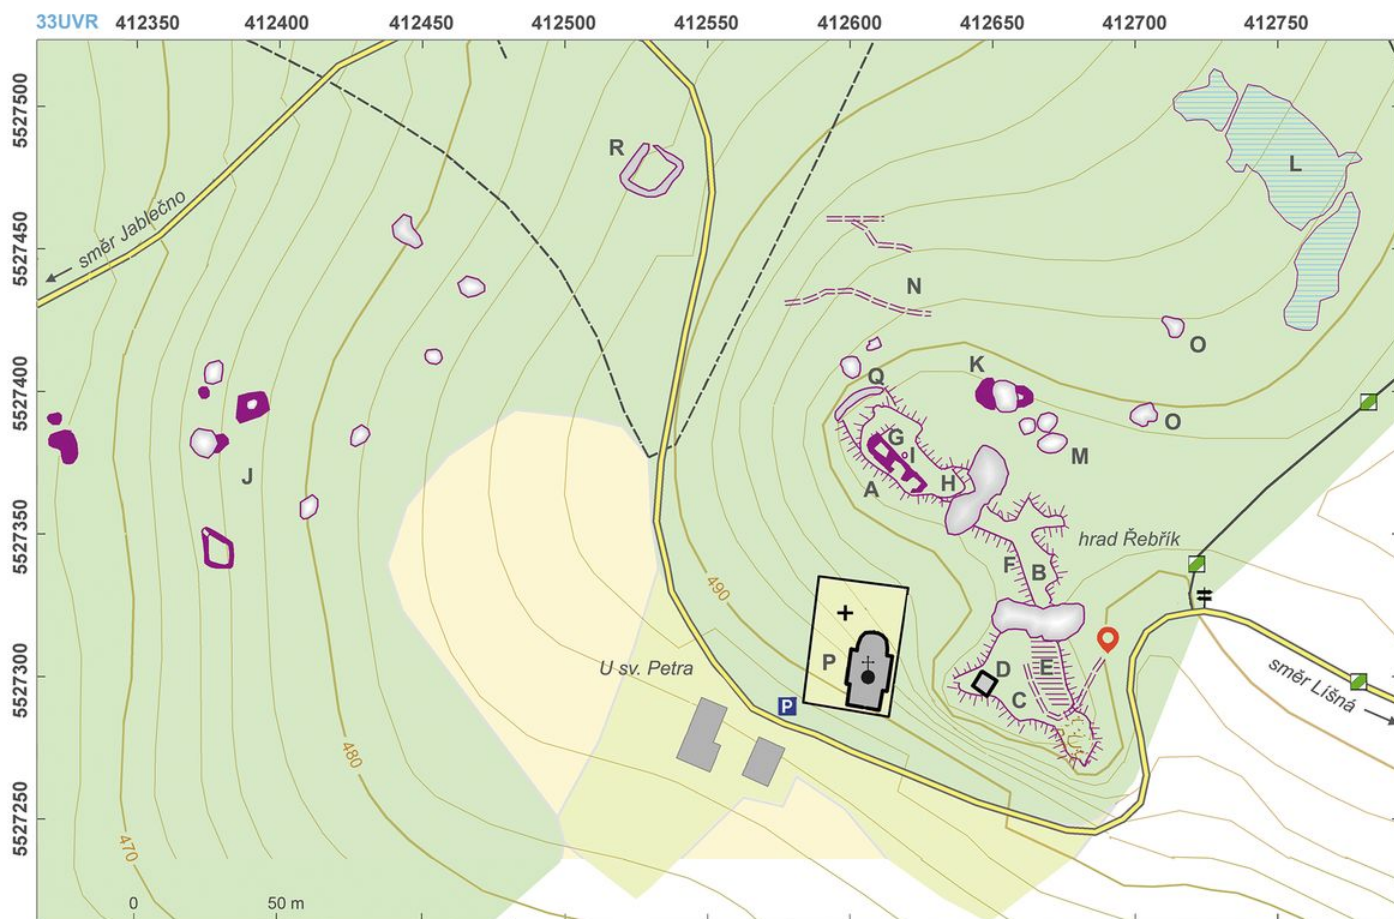 33UVR 412350 412400 412450 412500 412550 412600 412650 412700 412750
5527500
5527450
5527400
5527350
5527300
5527250
směr Jablečno
R
L
N
O
K
Q
O
G
I
M
J
A
H
hrad Řebřík
F
B
490
P
U sv. Petra
D
E
C
směr Líšná
P
480
470
0 50 m